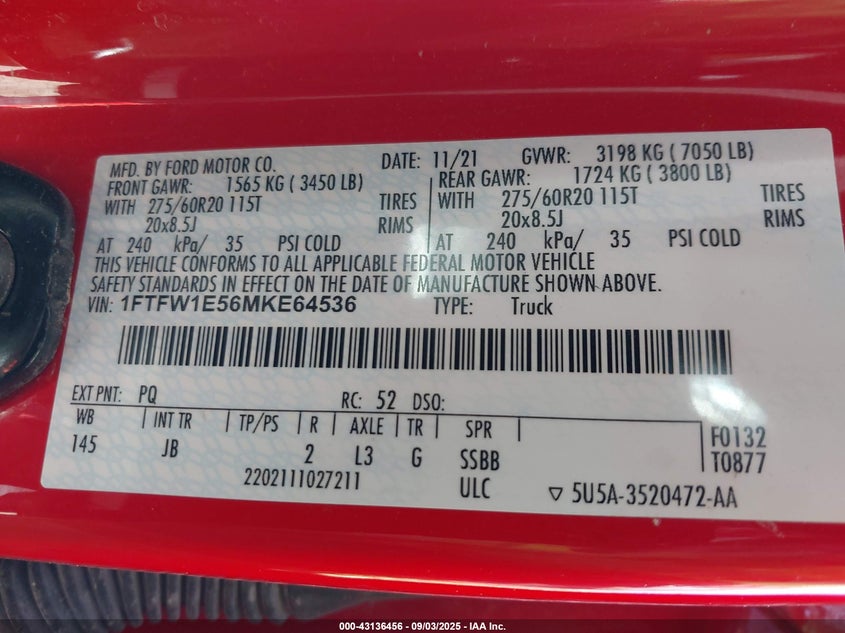 MFD. BY FORD MOTOR CO. DATE: 11/21 GVWR: 3198 KG ( 7050 LB)
FRONT GAWR: 1565 KG ( 3450 LB) REAR GAWR: 1724 KG ( 3800 LB)
WITH 275/60R20 115T TIRES WITH 275/60R20 115T TIRES
20x8.5J RIMS 20x8.5J RIMS
AT 240 kPa/ 35 PSI COLD AT 240 kPa/ 35 PSI COLD
THIS VEHICLE CONFORMS TO ALL APPLICABLE FEDERAL MOTOR VEHICLE
SAFETY STANDARDS IN EFFECT ON THE DATE OF MANUFACTURE SHOWN ABOVE.
VIN: 1FTFW1E56MKE64536 TYPE: Truck
EXT PNT: PQ RC: 52 DSO:
WB INT TR TP/PS R AXLE TR SPR F0132
145 JB 2 L3 G SSBB T0877
2202111027211 ULC ▽ 5U5A-3520472-AA
000-43136456 - 09/03/2025 - IAA Inc.